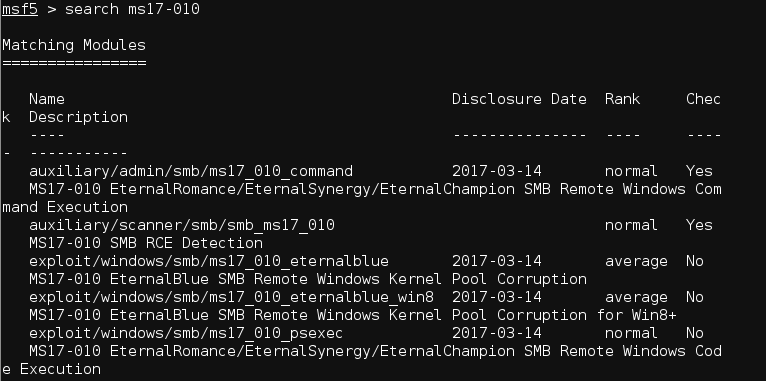 msf5 > search ms17-010
Matching Modules
================
Name Disclosure Date Rank Chec
k Description
---- --------------- ---- ----
- -----------
auxiliary/admin/smb/ms17_010_command 2017-03-14 normal Yes
MS17-010 EternalRomance/EternalSynergy/EternalChampion SMB Remote Windows Com
mand Execution
auxiliary/scanner/smb/smb_ms17_010 normal Yes
MS17-010 SMB RCE Detection
exploit/windows/smb/ms17_010_eternalblue 2017-03-14 average No
MS17-010 EternalBlue SMB Remote Windows Kernel Pool Corruption
exploit/windows/smb/ms17_010_eternalblue_win8 2017-03-14 average No
MS17-010 EternalBlue SMB Remote Windows Kernel Pool Corruption for Win8+
exploit/windows/smb/ms17_010_psexec 2017-03-14 normal No
MS17-010 EternalRomance/EternalSynergy/EternalChampion SMB Remote Windows Cod
e Execution